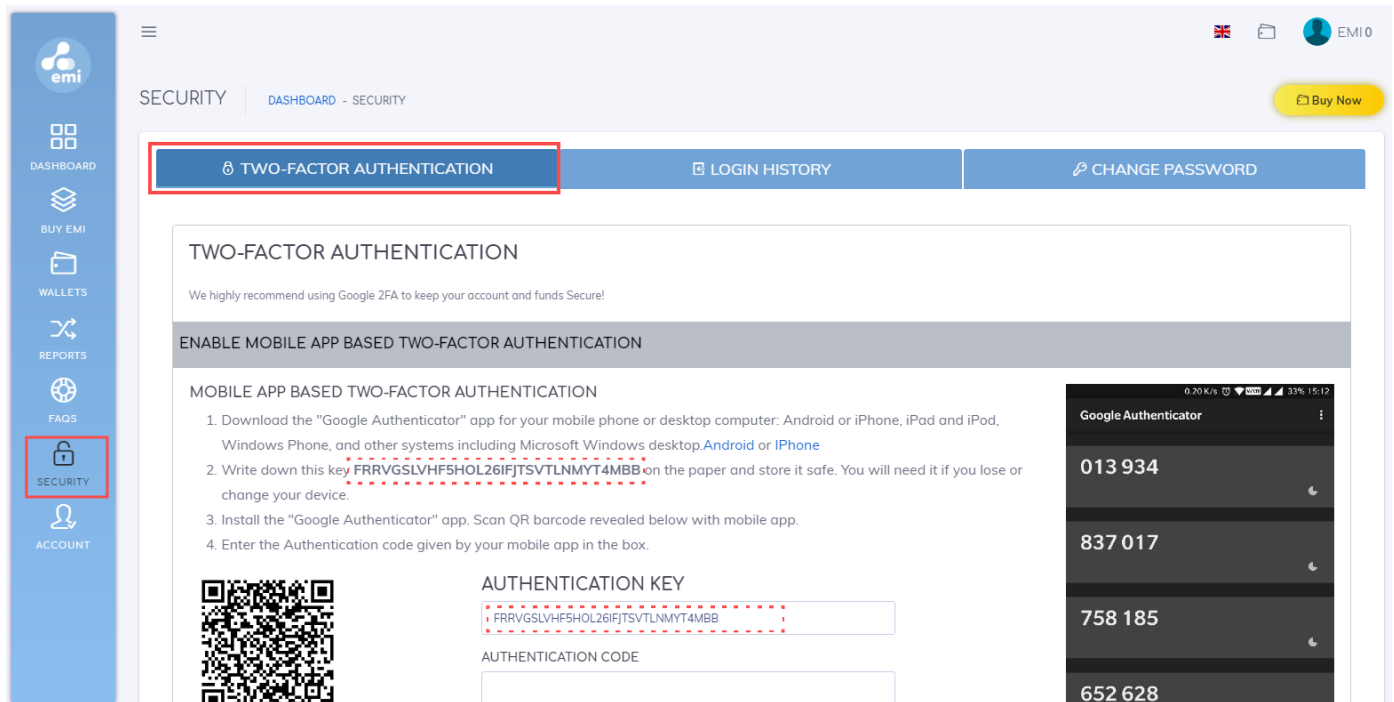 emi
EMI 0
SECURITY
DASHBOARD - SECURITY
Buy Now
DASHBOARD
BUY EMI
WALLETS
REPORTS
FAQS
SECURITY
ACCOUNT
TWO-FACTOR AUTHENTICATION
LOGIN HISTORY
CHANGE PASSWORD
TWO-FACTOR AUTHENTICATION
We highly recommend using Google 2FA to keep your account and funds Secure!
ENABLE MOBILE APP BASED TWO-FACTOR AUTHENTICATION
MOBILE APP BASED TWO-FACTOR AUTHENTICATION
1. Download the "Google Authenticator" app for your mobile phone or desktop computer: Android or iPhone, iPad and iPod,
Windows Phone, and other systems including Microsoft Windows desktop.Android or IPhone
2. Write down this key FRRVGSLVHF5HOL26IFJTSVTLNMYT4MBB on the paper and store it safe. You will need it if you lose or
change your device.
3. Install the "Google Authenticator" app. Scan QR barcode revealed below with mobile app.
4. Enter the Authentication code given by your mobile app in the box.
AUTHENTICATION KEY
FRRVGSLVHF5HOL26IFJTSVTLNMYT4MBB
AUTHENTICATION CODE
0.20 K/s 33% 15:12
Google Authenticator
013 934
837 017
758 185
652 628